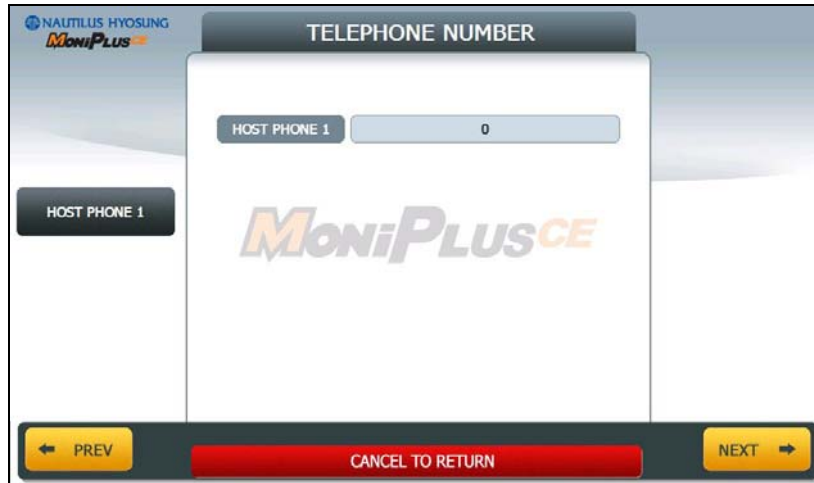 NAUTILUS HYOSUNG
MoniPlusCE
TELEPHONE NUMBER
HOST PHONE 1 0
HOST PHONE 1
MoniPlusCE
PREV
CANCEL TO RETURN
NEXT